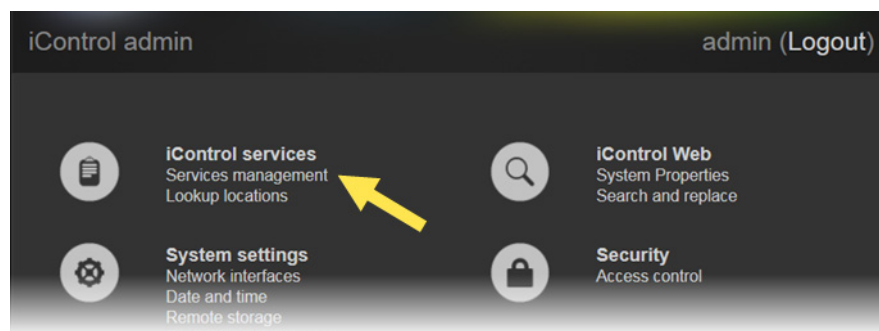 iControl admin
admin (Logout)
iControl services
Services management
Lookup locations
iControl Web
System Properties
Search and replace
System settings
Network interfaces
Date and time
Remote storage
Security
Access control